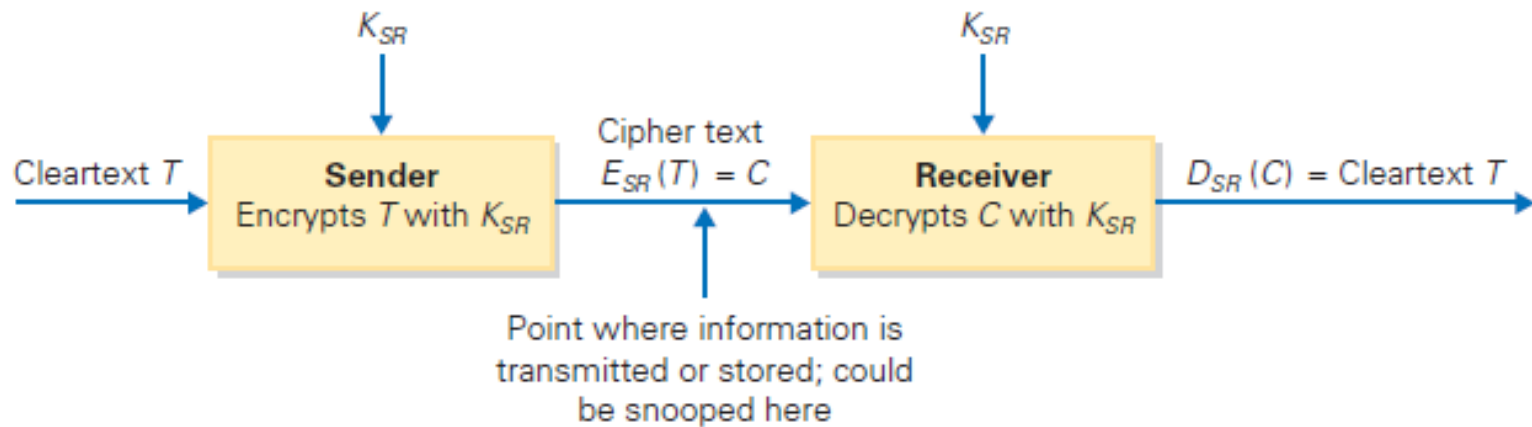 K_SR
K_SR
Cleartext T
Sender
Encrypts T with K_SR
Cipher text
E_SR (T) = C
Receiver
Decrypts C with K_SR
D_SR (C) = Cleartext T
Point where information is
transmitted or stored; could
be snooped here